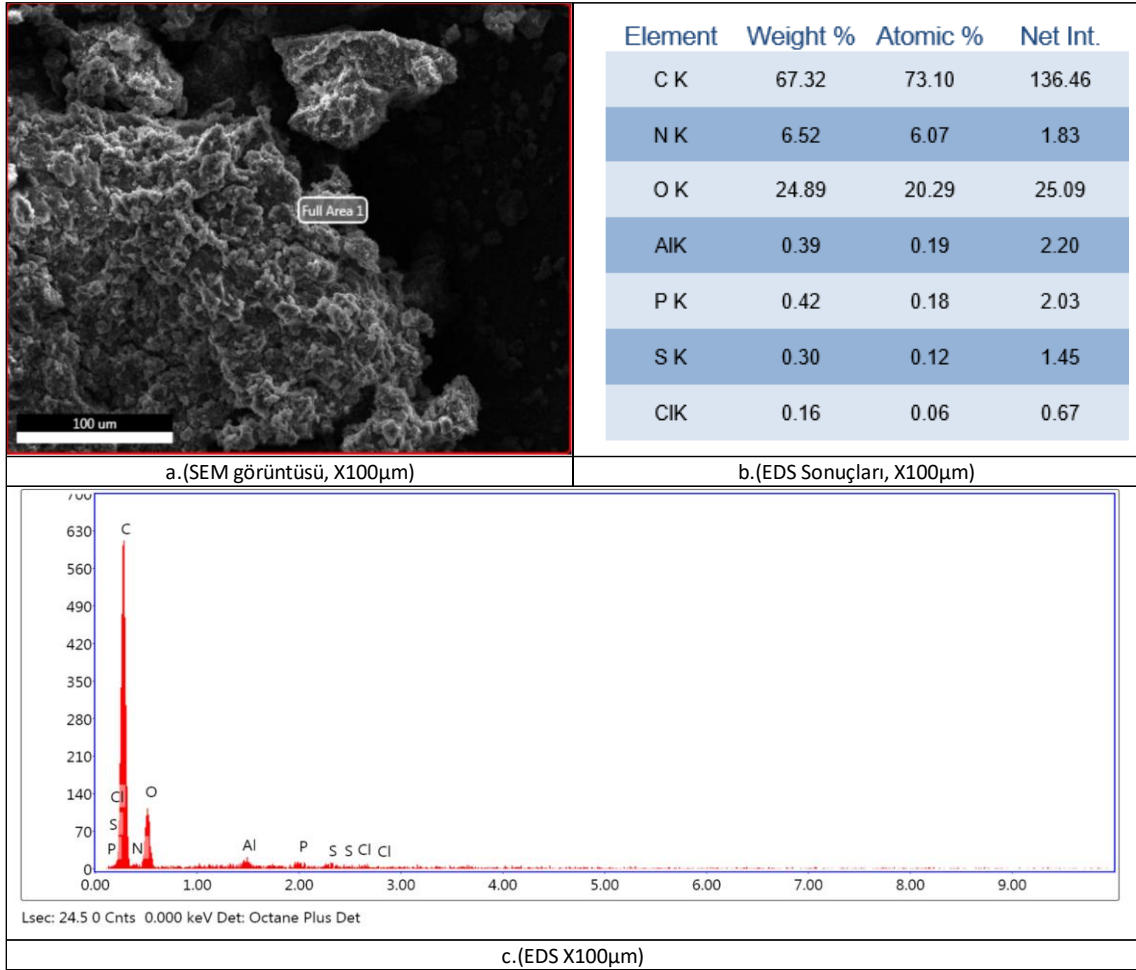 Full Area 1
100 um
Element Weight % Atomic % Net Int.
C K 67.32 73.10 136.46
N K 6.52 6.07 1.83
O K 24.89 20.29 25.09
AlK 0.39 0.19 2.20
P K 0.42 0.18 2.03
S K 0.30 0.12 1.45
ClK 0.16 0.06 0.67
a.(SEM görüntüsü, X100µm)
b.(EDS Sonuçları, X100µm)
700
630
560
490
420
350
280
210
140
70
0
C
Cl
S
P
N
O
Al
P
S
S
Cl
Cl
0.00 1.00 2.00 3.00 4.00 5.00 6.00 7.00 8.00 9.00
Lsec: 24.5 0 Cnts 0.000 keV Det: Octane Plus Det
c.(EDS X100µm)